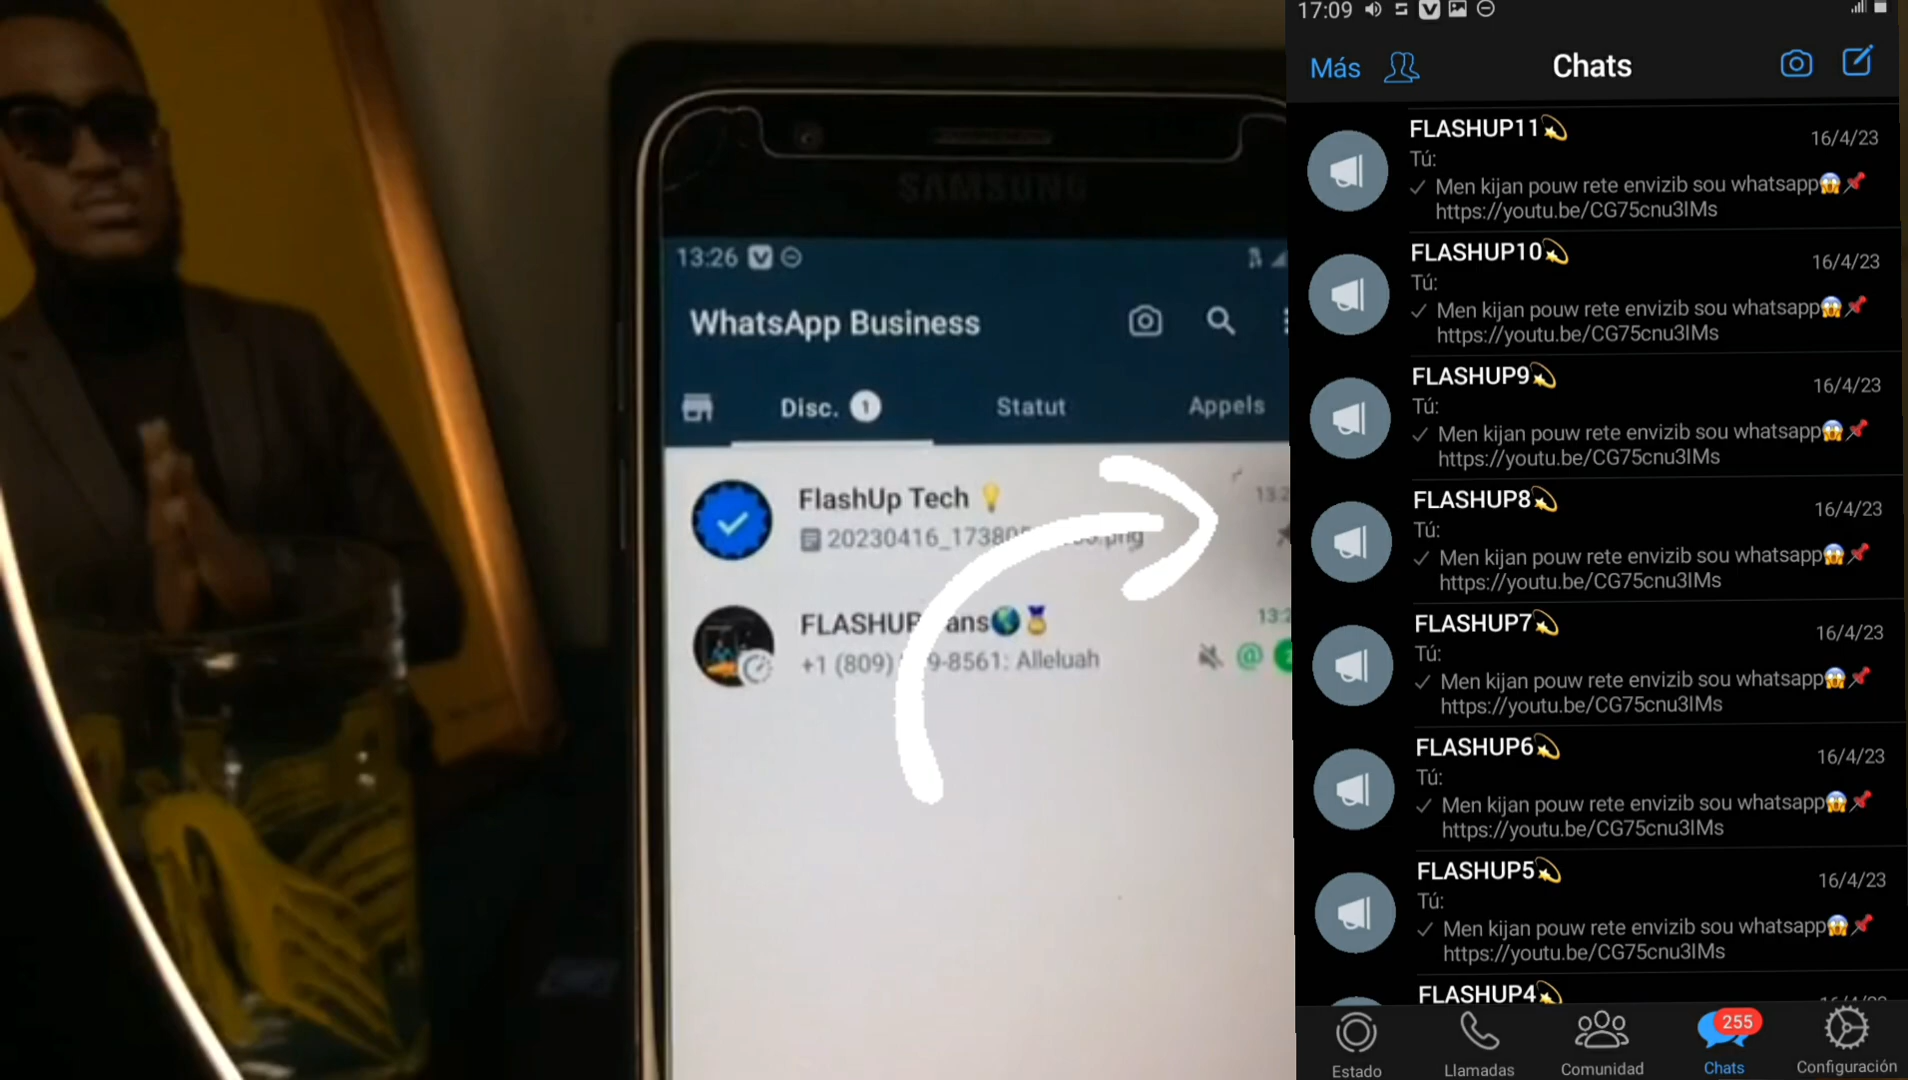 SAMSUNG
13:26
WhatsApp Business
Disc. 1
Statut
Appels
FlashUp Tech 💡
13:2
FLASHUP ans🌍🏅
13:2
+1 (809) 9-8561: Alleluah
@
17:09
Más
Chats
FLASHUP11💫
16/4/23
Tú:
✓ Men kijan pouw rete envizib sou whatsapp😱📌
https://youtu.be/CG75cnu3IMs
FLASHUP10💫
16/4/23
Tú:
✓ Men kijan pouw rete envizib sou whatsapp😱📌
https://youtu.be/CG75cnu3IMs
FLASHUP9💫
16/4/23
Tú:
✓ Men kijan pouw rete envizib sou whatsapp😱📌
https://youtu.be/CG75cnu3IMs
FLASHUP8💫
16/4/23
Tú:
✓ Men kijan pouw rete envizib sou whatsapp😱📌
https://youtu.be/CG75cnu3IMs
FLASHUP7💫
16/4/23
Tú:
✓ Men kijan pouw rete envizib sou whatsapp😱📌
https://youtu.be/CG75cnu3IMs
FLASHUP6💫
16/4/23
Tú:
✓ Men kijan pouw rete envizib sou whatsapp😱📌
https://youtu.be/CG75cnu3IMs
FLASHUP5💫
16/4/23
Tú:
✓ Men kijan pouw rete envizib sou whatsapp😱📌
https://youtu.be/CG75cnu3IMs
FLASHUP4💫
255
Estado
Llamadas
Comunidad
Chats
Configuración